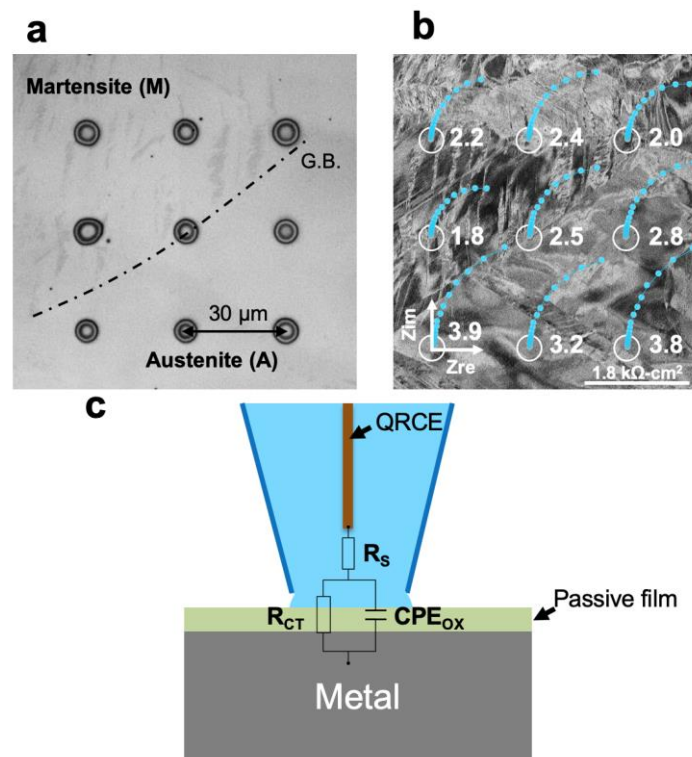 a
Martensite (M)
G.B.
30 µm
Austenite (A)
b
2.2
2.4
2.0
1.8
2.5
2.8
3.9
3.2
3.8
Zim
Zre
1.8 kΩ-cm²
c
QRCE
R_S
R_CT
CPE_OX
Passive film
Metal